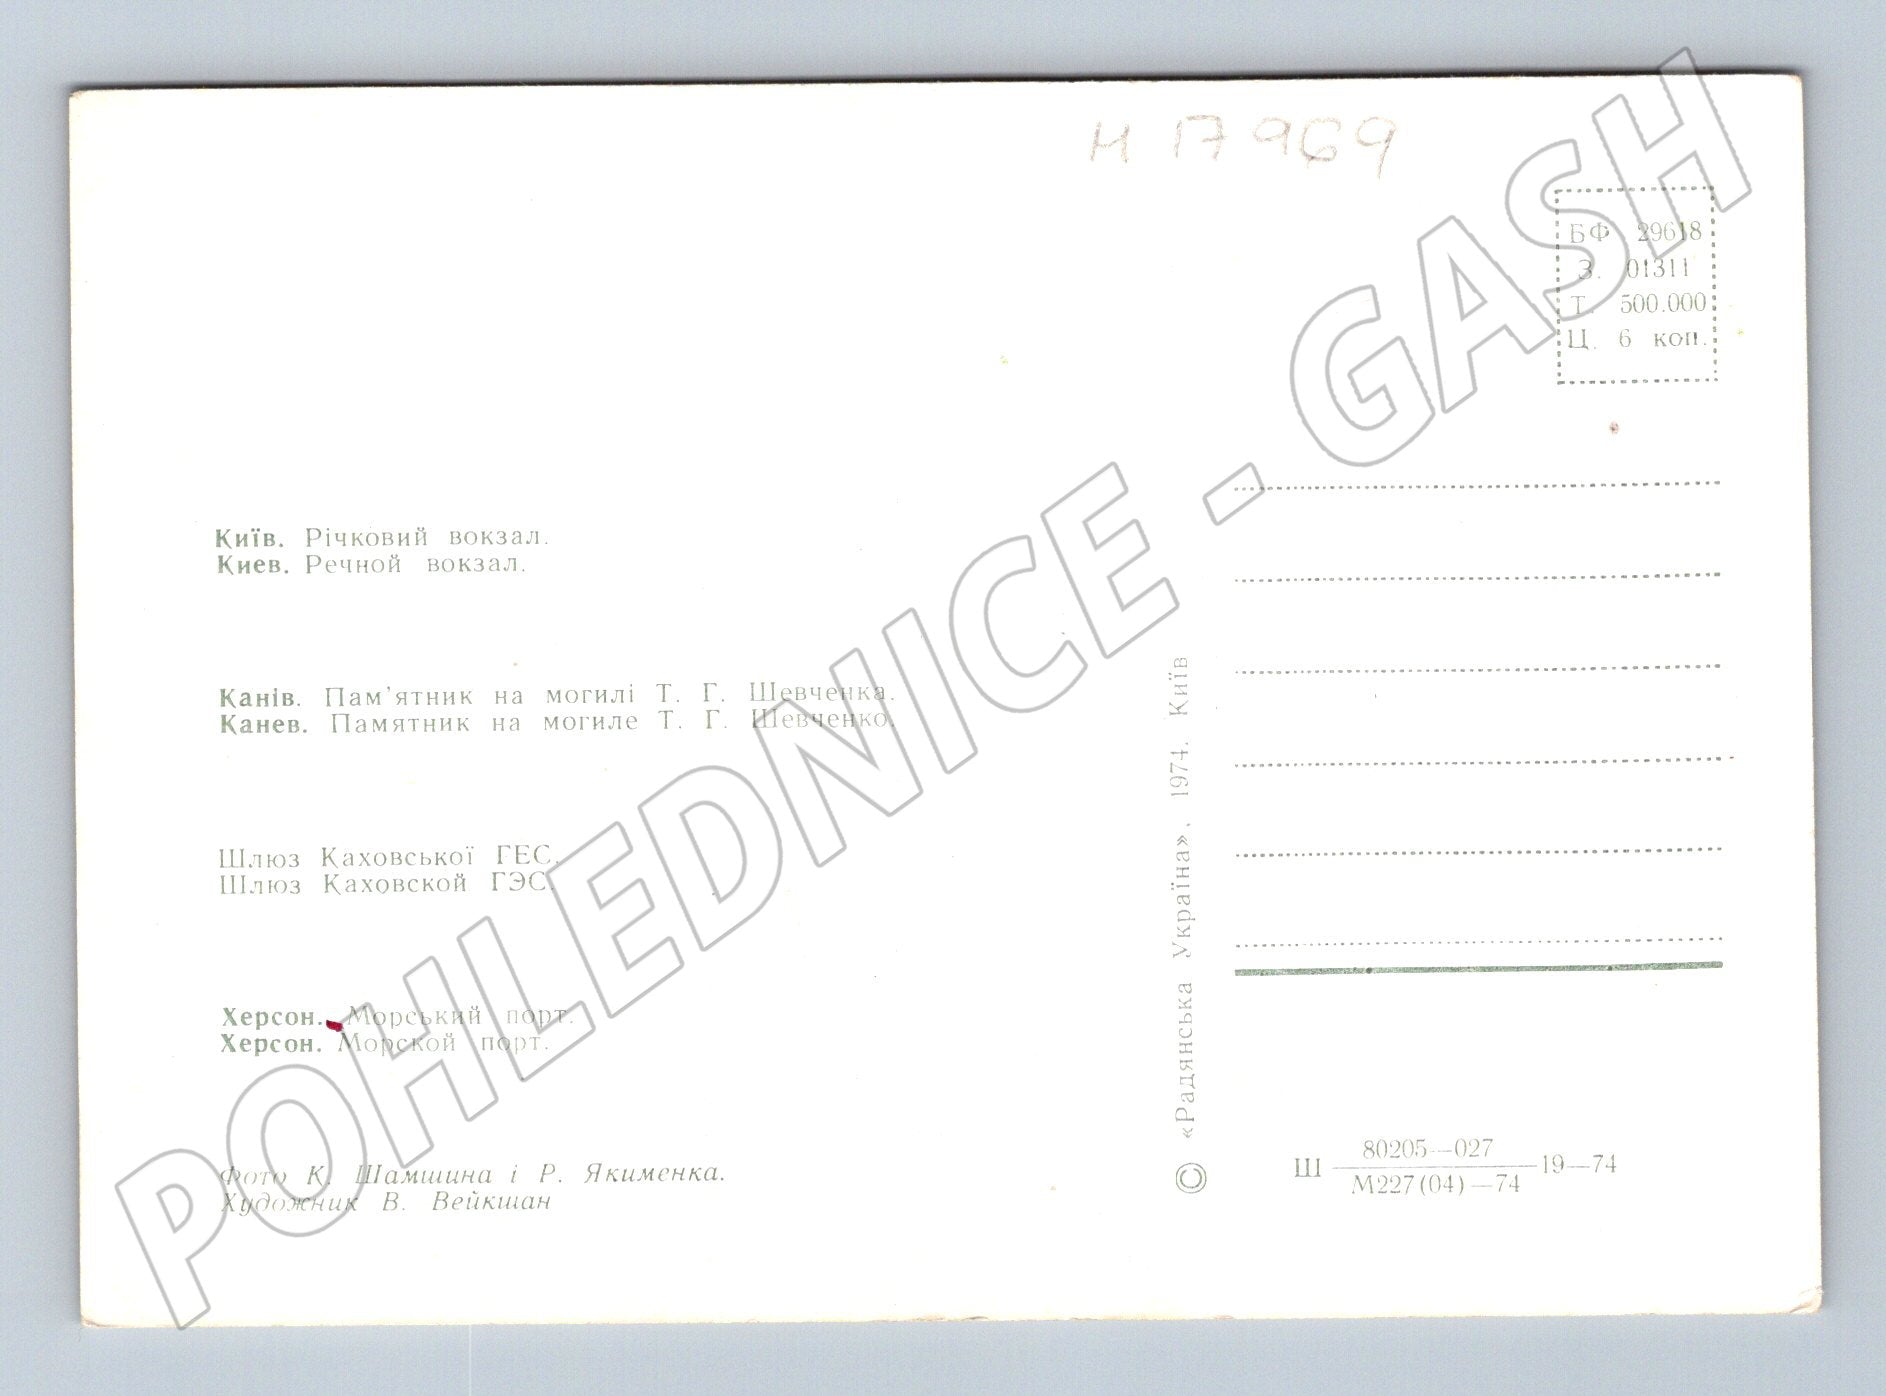 Н 17969
БФ 29618
З. 01311
Т. 500.000
Ц. 6 коп.
Київ. Річковий вокзал.
Киев. Речной вокзал.
Канів. Пам'ятник на могилі Т. Г. Шевченка.
Канев. Памятник на могиле Т. Г. Шевченко.
Шлюз Каховської ГЕС.
Шлюз Каховской ГЭС.
Херсон. Морський порт.
Херсон. Морской порт.
Фото К. Шамшина і Р. Якименка.
Художник В. Вейкшан
© «Радянська Україна», 1974. Київ
Ш 80205—027 19—74
М227(04)—74
POHLEDNICE - GASH